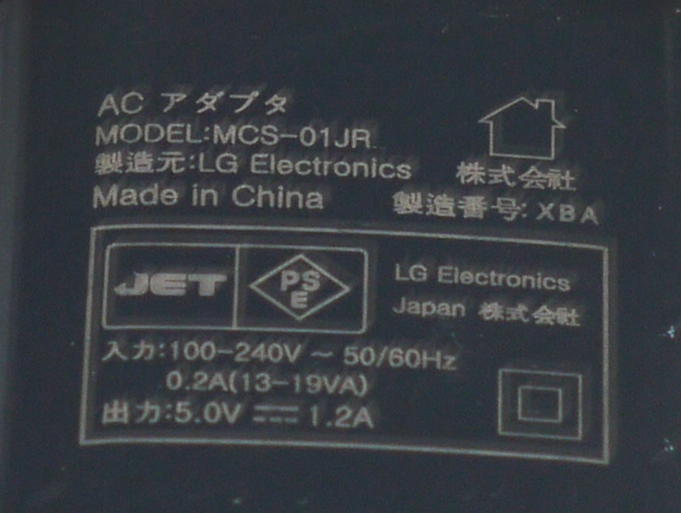 AC アダプタ
MODEL:MCS-01JR
製造元:LG Electronics 株式会社
Made in China 製造番号: XBA
JET
PS
E
LG Electronics
Japan 株式会社
入力:100-240V ~ 50/60Hz
0.2A(13-19VA)
出力:5.0V ⎓ 1.2A